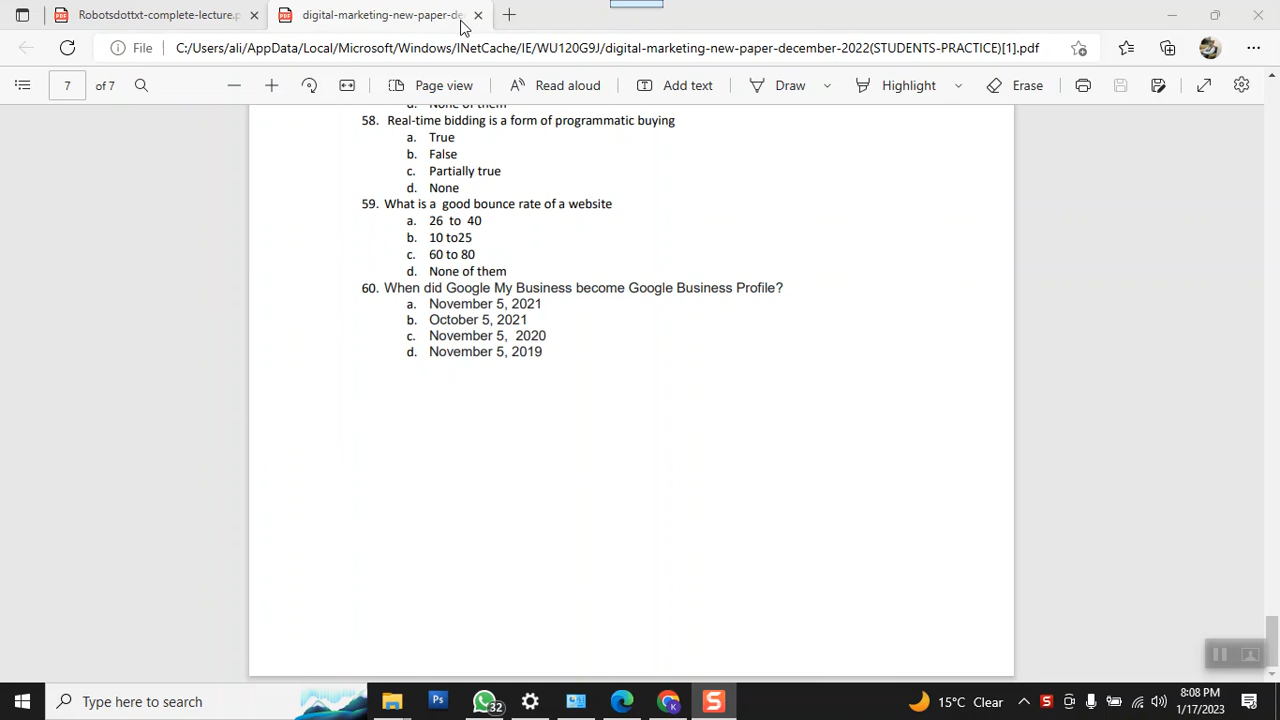 Robotsdottxt-complete-lecture.p
digital-marketing-new-paper-de
File
C:/Users/ali/AppData/Local/Microsoft/Windows/INetCache/IE/WU120G9J/digital-marketing-new-paper-december-2022(STUDENTS-PRACTICE)[1].pdf
7 of 7
Page view
Read aloud
Add text
Draw
Highlight
Erase
d. None of them
58. Real-time bidding is a form of programmatic buying
a. True
b. False
c. Partially true
d. None
59. What is a good bounce rate of a website
a. 26 to 40
b. 10 to25
c. 60 to 80
d. None of them
60. When did Google My Business become Google Business Profile?
a. November 5, 2021
b. October 5, 2021
c. November 5, 2020
d. November 5, 2019
Type here to search
Ps
32
K
S
15°C Clear
S
8:08 PM
1/17/2023